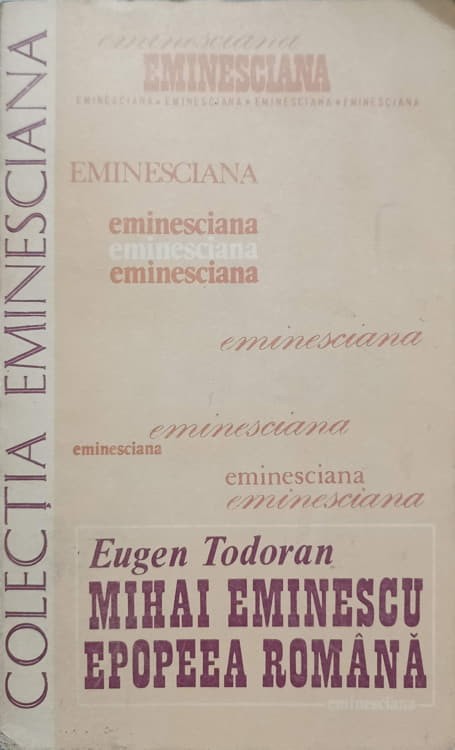 COLECȚIA EMINESCIANA
eminesciana
EMINESCIANA
EMINESCIANA • EMINESCIANA • EMINESCIANA • EMINESCIANA
EMINESCIANA
eminesciana
eminesciana
eminesciana
eminesciana
eminesciana
eminesciana
eminesciana
eminesciana
Eugen Todoran
MIHAI EMINESCU
EPOPEEA ROMÂNĂ
eminesciana